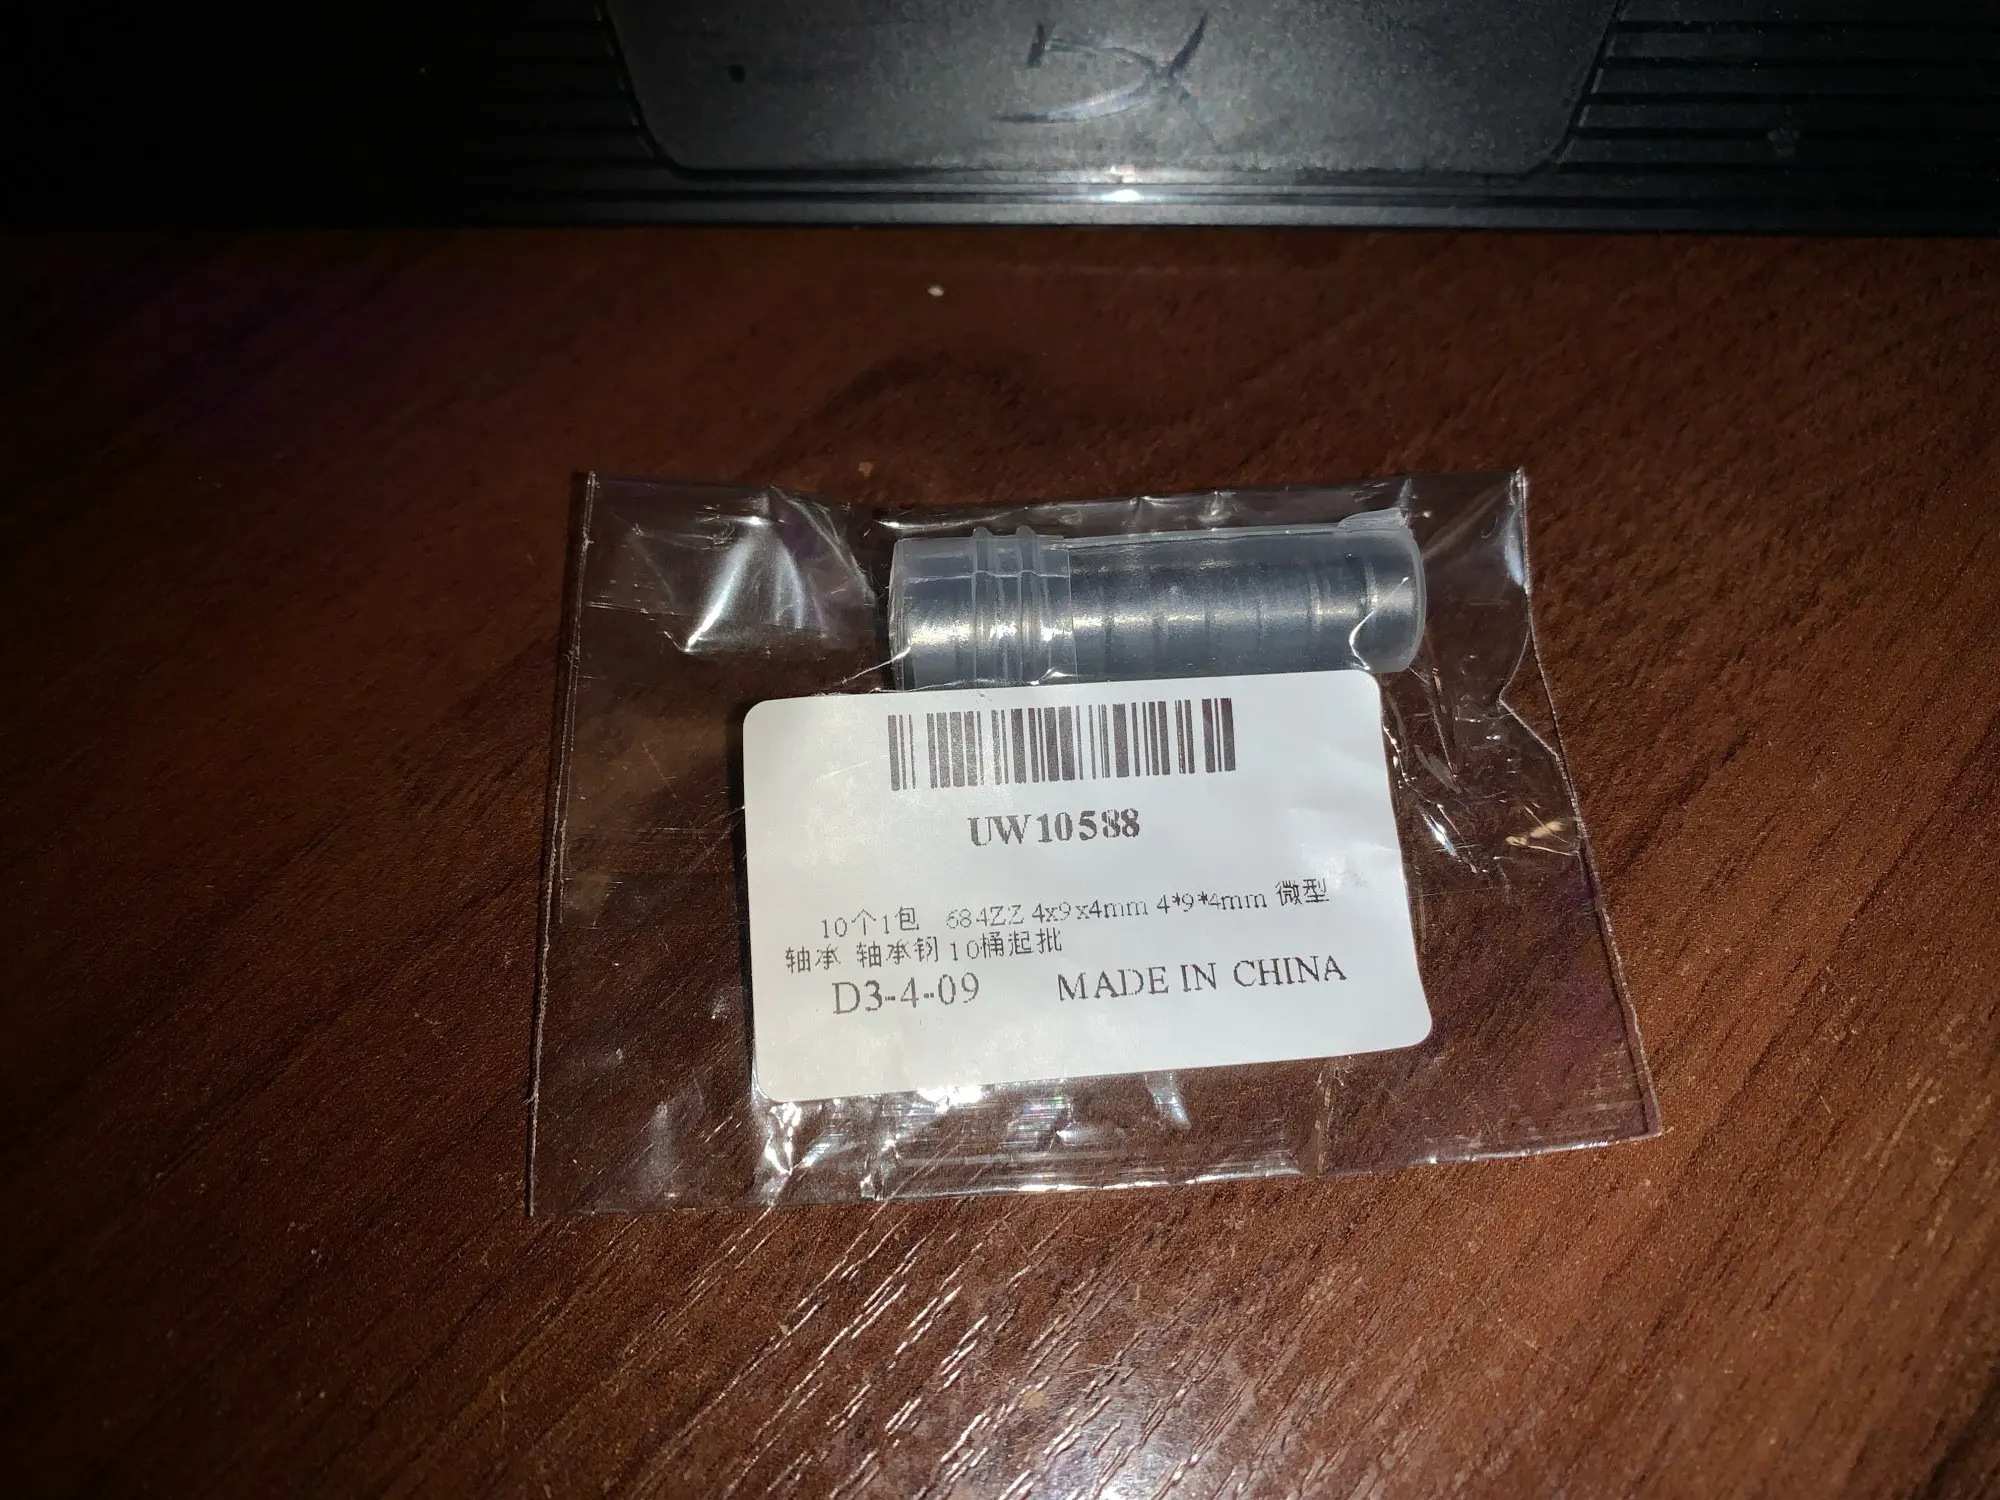 UW10588
10个1包 684ZZ 4x9x4mm 4*9*4mm 微型
轴承 轴承钢 10桶起批
D3-4-09 MADE IN CHINA